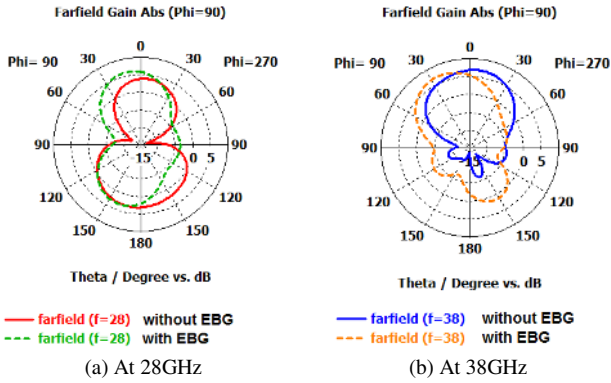 Farfield Gain Abs (Phi=90)
0
Phi= 90 30 30 Phi=270
60 60
90 -15 0 5 90
120 120
150 150
180
Theta / Degree vs. dB
farfield (f=28) without EBG
farfield (f=28) with EBG
(a) At 28GHz
Farfield Gain Abs (Phi=90)
0
Phi= 90 30 30 Phi=270
60 60
90 -15 0 5 90
120 120
150 150
180
Theta / Degree vs. dB
farfield (f=38) without EBG
farfield (f=38) with EBG
(b) At 38GHz